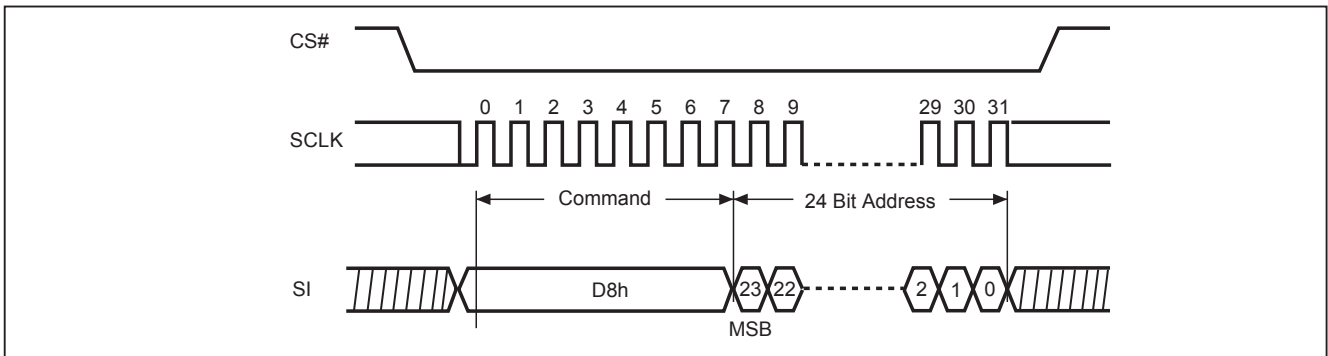 CS#
0 1 2 3 4 5 6 7 8 9 29 30 31
SCLK
Command 24 Bit Address
SI D8h 23 22 2 1 0
MSB